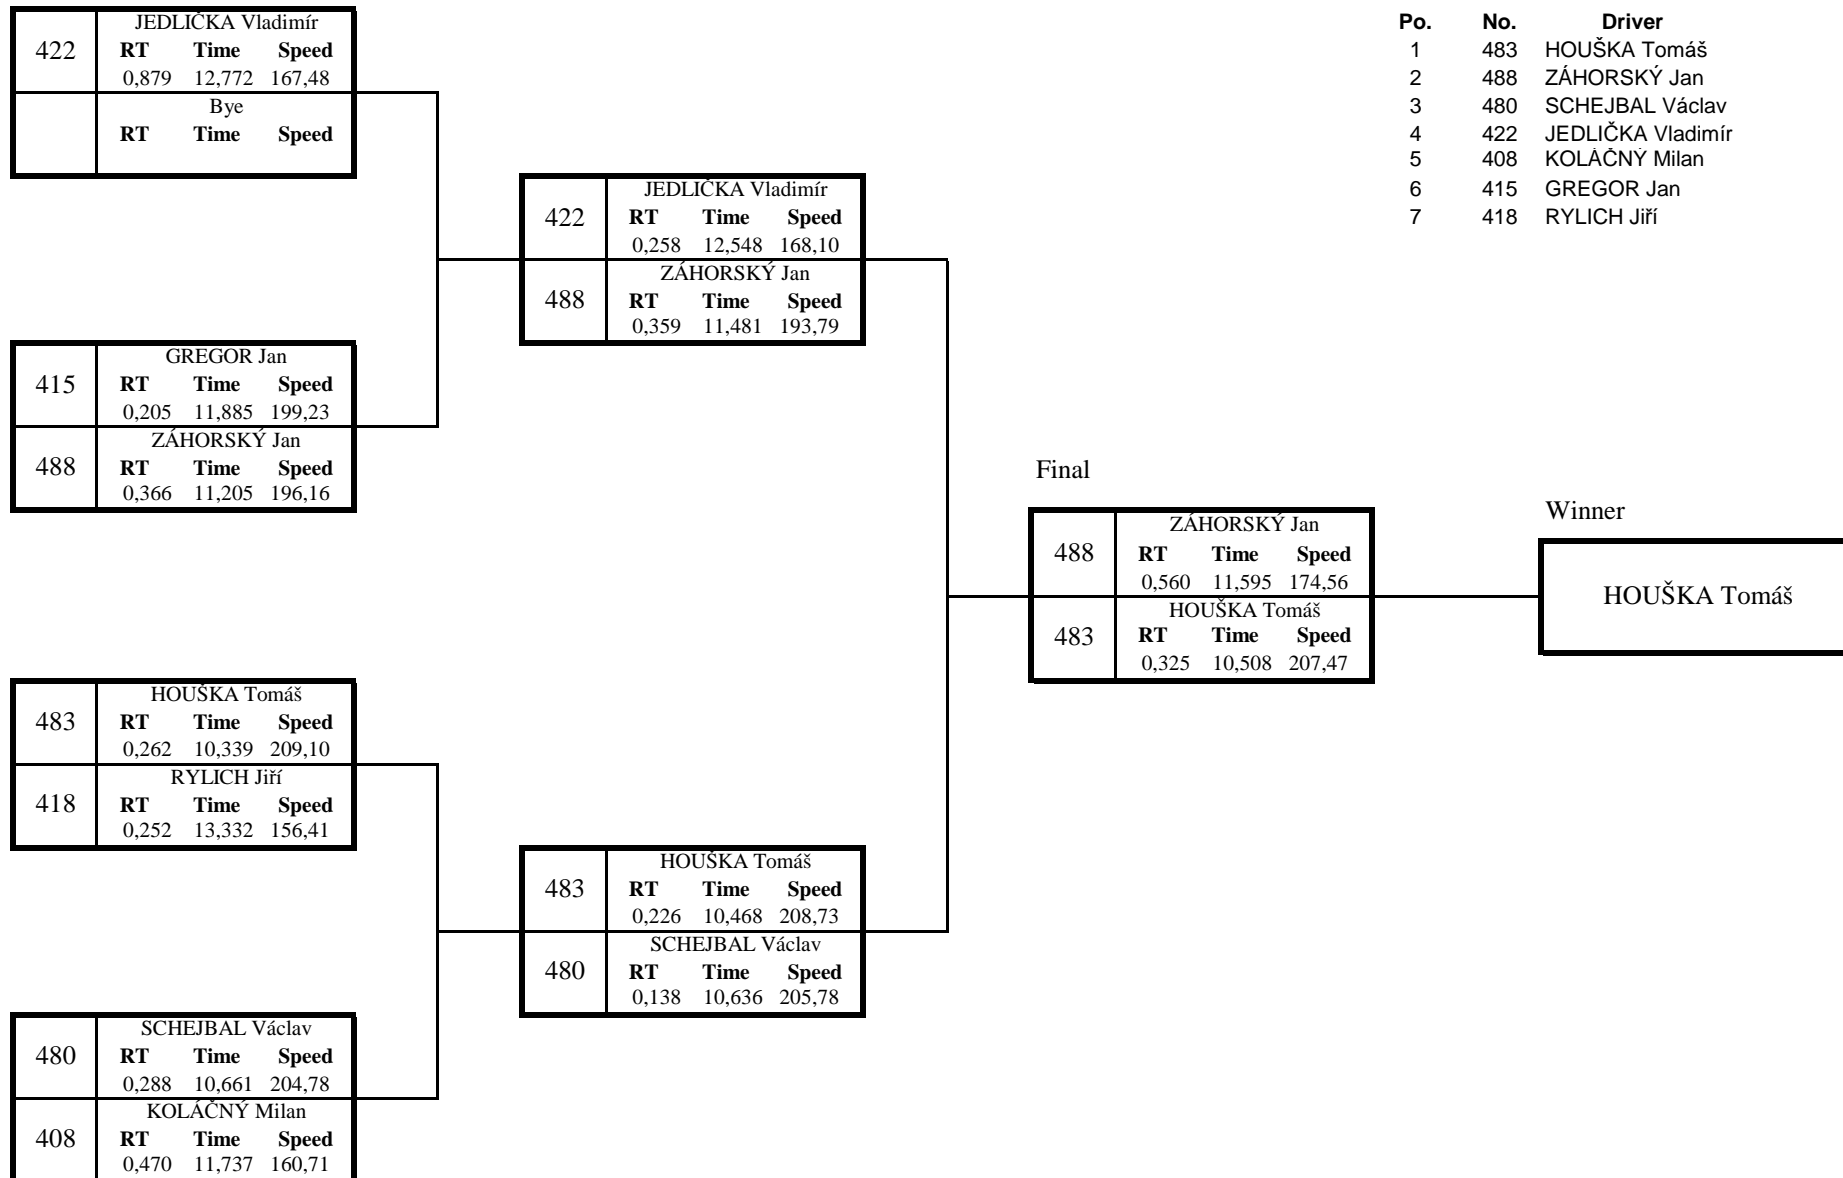 JEDLIČKA Vladimír
422 RT Time Speed
0,879 12,772 167,48
Bye
RT Time Speed
GREGOR Jan
415 RT Time Speed
0,205 11,885 199,23
ZÁHORSKÝ Jan
488 RT Time Speed
0,366 11,205 196,16
HOUŠKA Tomáš
483 RT Time Speed
0,262 10,339 209,10
RYLICH Jiří
418 RT Time Speed
0,252 13,332 156,41
SCHEJBAL Václav
480 RT Time Speed
0,288 10,661 204,78
KOLÁČNÝ Milan
408 RT Time Speed
0,470 11,737 160,71
JEDLIČKA Vladimír
422 RT Time Speed
0,258 12,548 168,10
ZÁHORSKÝ Jan
488 RT Time Speed
0,359 11,481 193,79
HOUŠKA Tomáš
483 RT Time Speed
0,226 10,468 208,73
SCHEJBAL Václav
480 RT Time Speed
0,138 10,636 205,78
Final
ZÁHORSKÝ Jan
488 RT Time Speed
0,560 11,595 174,56
HOUŠKA Tomáš
483 RT Time Speed
0,325 10,508 207,47
Winner
HOUŠKA Tomáš
Po. No. Driver
1 483 HOUŠKA Tomáš
2 488 ZÁHORSKÝ Jan
3 480 SCHEJBAL Václav
4 422 JEDLIČKA Vladimír
5 408 KOLÁČNÝ Milan
6 415 GREGOR Jan
7 418 RYLICH Jiří